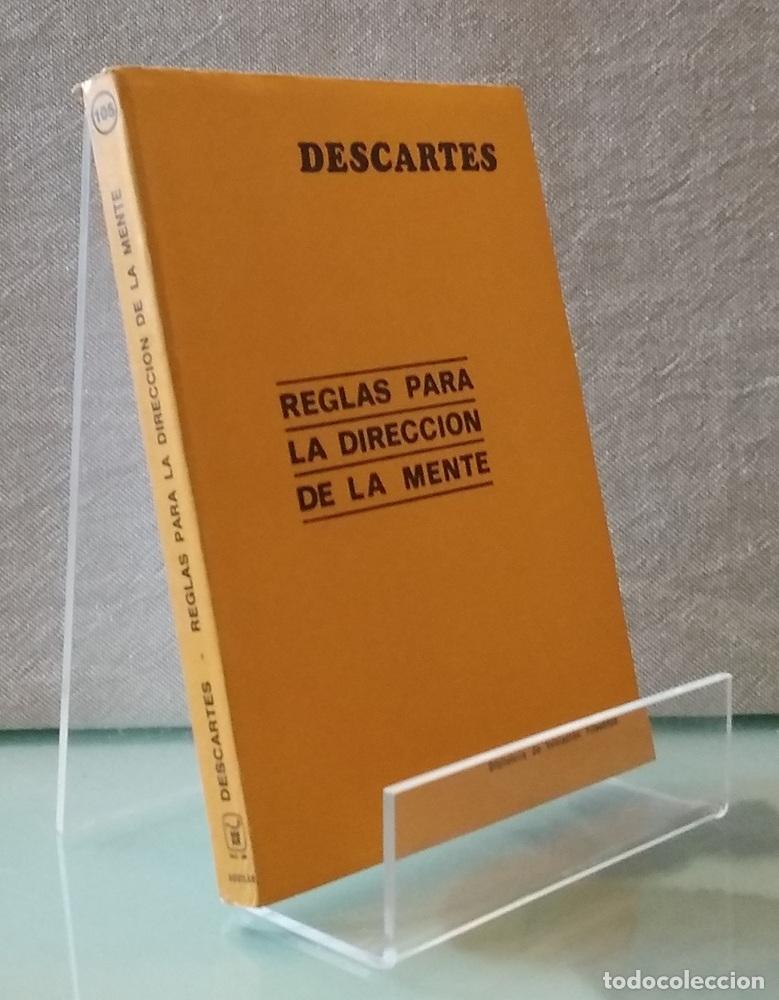 DESCARTES
REGLAS PARA
LA DIRECCION
DE LA MENTE
Biblioteca de Iniciación Filosófica
105
DESCARTES - REGLAS PARA LA DIRECCION DE LA MENTE
AGUILAR
todocoleccion